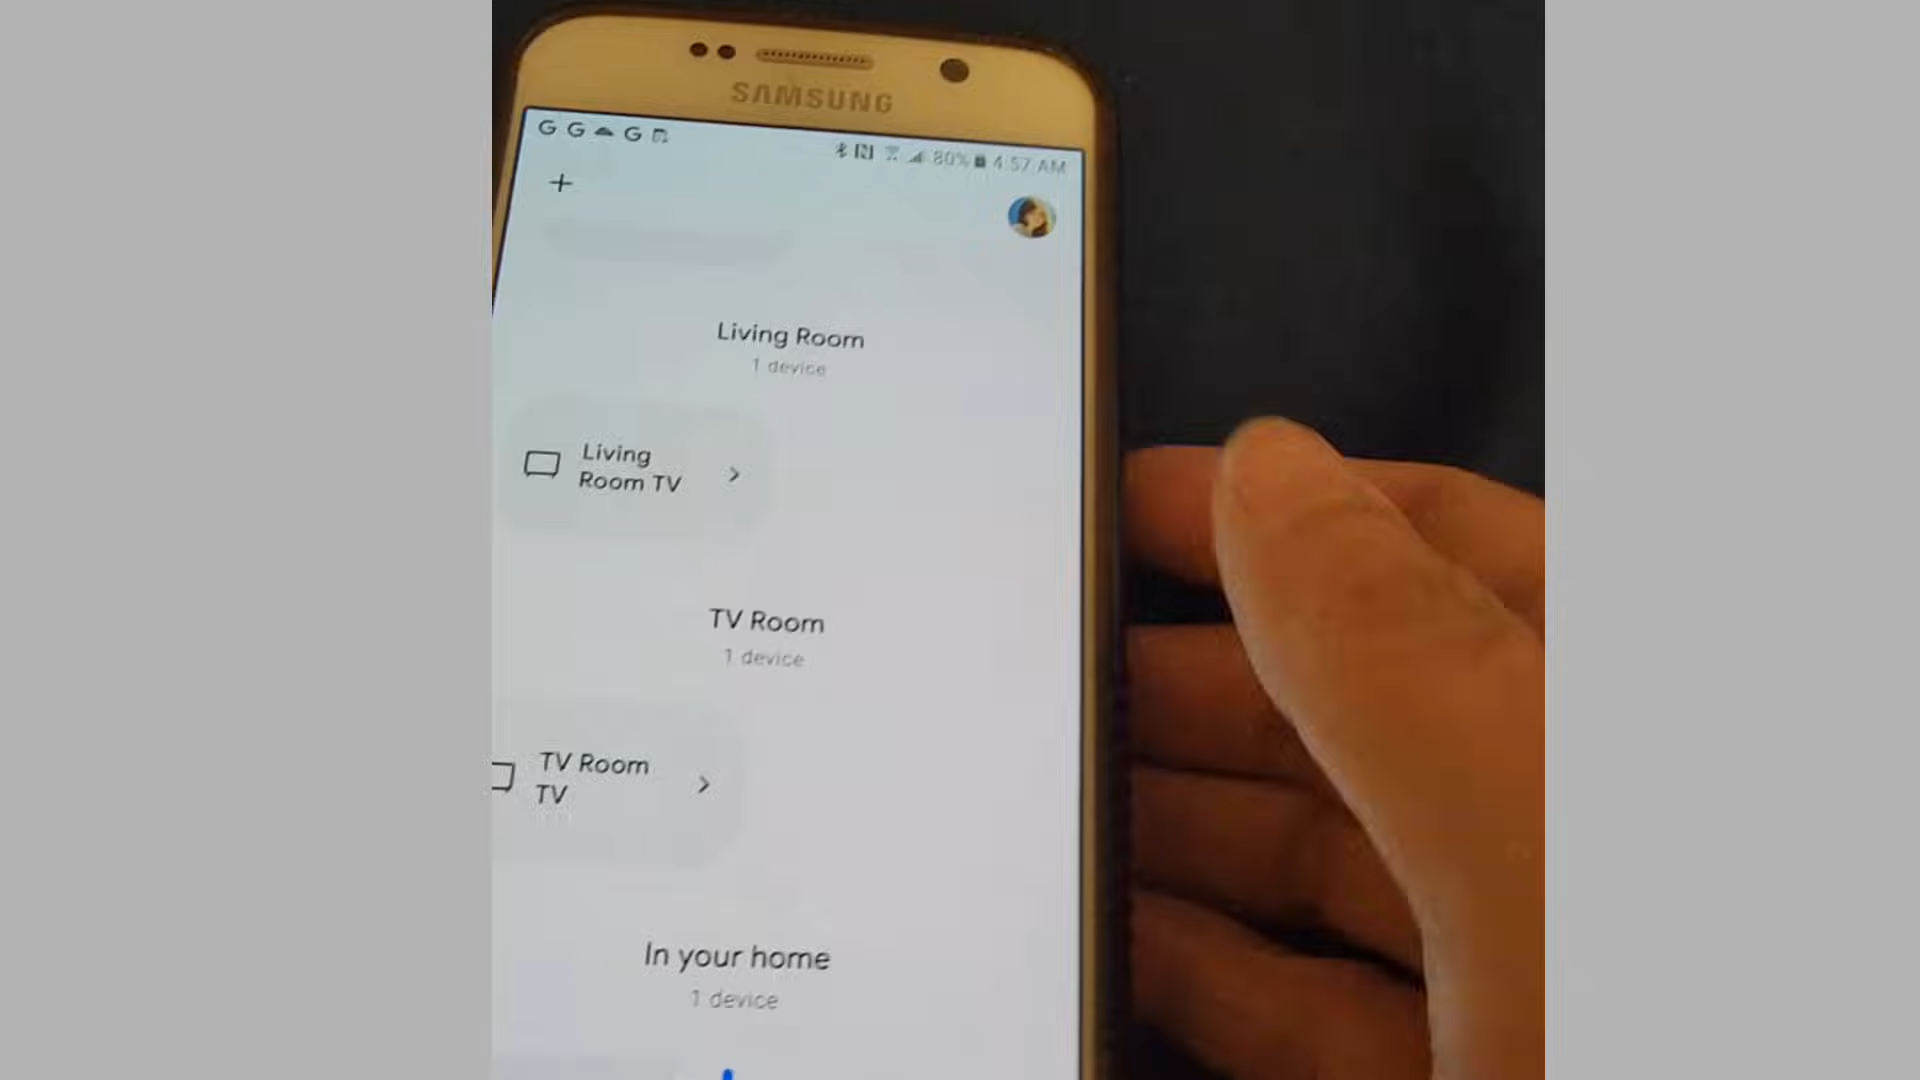 SAMSUNG
G G G
80% 4:57 AM
+
Living Room
1 device
Living
Room TV
TV Room
1 device
TV Room
TV
In your home
1 device